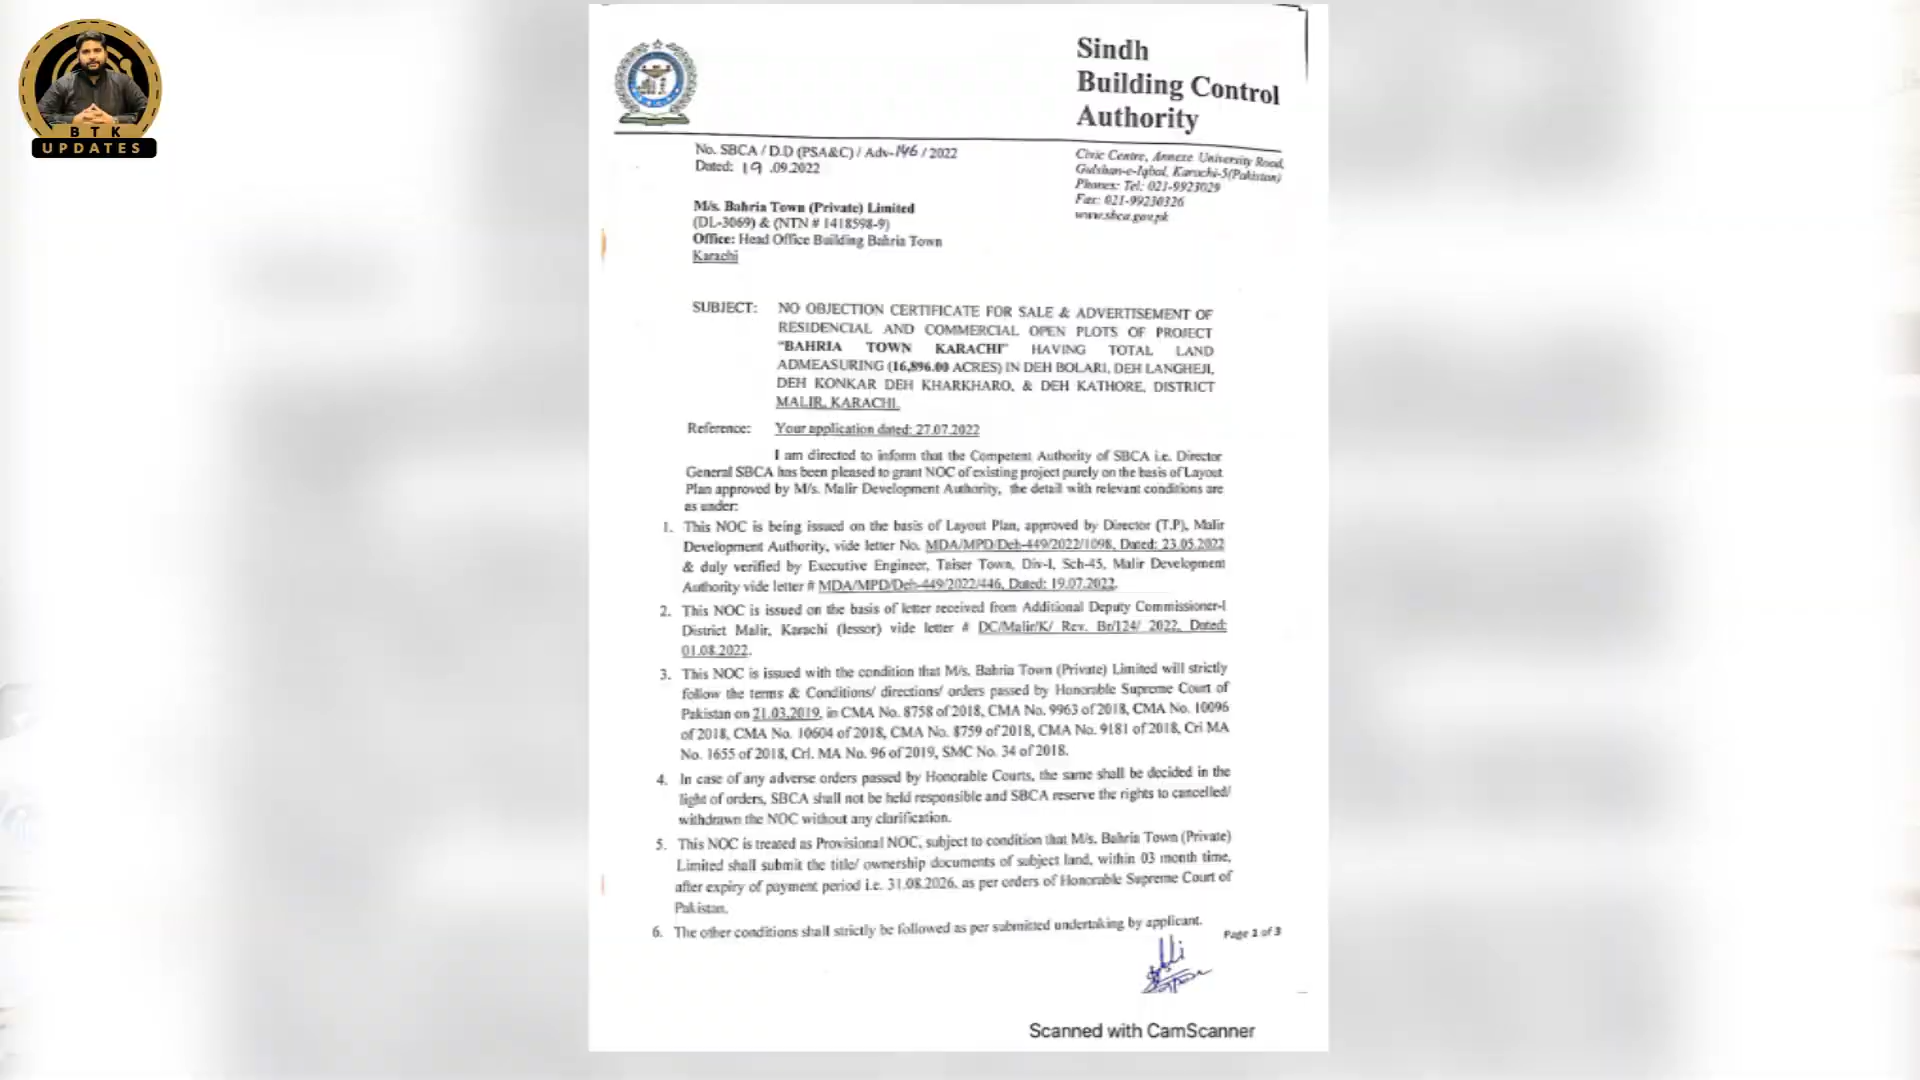 BTK
UPDATES
Sindh
Building Control
Authority
No. SBCA / D.D (PSA&C) / Adv-146 / 2022
Dated: 19 .09.2022
Civic Centre, Annexe University Road,
Gulshan-e-Iqbal, Karachi-5(Pakistan)
Phones: Tel: 021-9923029
Fax: 021-99230326
www.sbca.gov.pk
M/s. Bahria Town (Private) Limited
(DL-3069) & (NTN # 1418598-9)
Office: Head Office Building Bahria Town
Karachi
SUBJECT: NO OBJECTION CERTIFICATE FOR SALE & ADVERTISEMENT OF
RESIDENCIAL AND COMMERCIAL OPEN PLOTS OF PROJECT
"BAHRIA TOWN KARACHI" HAVING TOTAL LAND
ADMEASURING (16,896.00 ACRES) IN DEH BOLARI, DEH LANGHEJI,
DEH KONKAR DEH KHARKHARO, & DEH KATHORE, DISTRICT
MALIR, KARACHI.
Reference: Your application dated: 27.07.2022
I am directed to inform that the Competent Authority of SBCA i.e. Director
General SBCA has been pleased to grant NOC of existing project purely on the basis of Layout
Plan approved by M/s. Malir Development Authority, the detail with relevant conditions are
as under:
1. This NOC is being issued on the basis of Layout Plan, approved by Director (T.P), Malir
Development Authority, vide letter No. MDA/MPD/Deh-449/2022/1098, Dated: 23.05.2022
& duly verified by Executive Engineer, Taiser Town, Div-I, Sch-45, Malir Development
Authority vide letter # MDA/MPD/Deh-449/2022/446, Dated: 19.07.2022.
2. This NOC is issued on the basis of letter received from Additional Deputy Commissioner-I
District Malir, Karachi (lessor) vide letter # DC/Malir/K/ Rev. Br/124/ 2022, Dated:
01.08.2022.
3. This NOC is issued with the condition that M/s. Bahria Town (Private) Limited will strictly
follow the terms & Conditions/ directions/ orders passed by Honorable Supreme Court of
Pakistan on 21.03.2019, in CMA No. 8758 of 2018, CMA No. 9963 of 2018, CMA No. 10096
of 2018, CMA No. 10604 of 2018, CMA No. 8759 of 2018, CMA No. 9181 of 2018, Cri MA
No. 1655 of 2018, Crl. MA No. 96 of 2019, SMC No. 34 of 2018.
4. In case of any adverse orders passed by Honorable Courts, the same shall be decided in the
light of orders, SBCA shall not be held responsible and SBCA reserve the rights to cancelled/
withdrawn the NOC without any clarification.
5. This NOC is treated as Provisional NOC, subject to condition that M/s. Bahria Town (Private)
Limited shall submit the title/ ownership documents of subject land, within 03 month time,
after expiry of payment period i.e. 31.08.2026, as per orders of Honorable Supreme Court of
Pakistan.
6. The other conditions shall strictly be followed as per submitted undertaking by applicant.
Page 1 of 3
Scanned with CamScanner